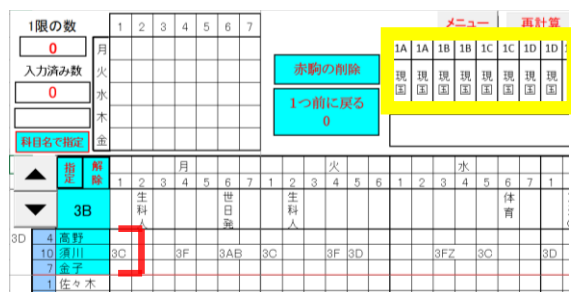 1限の数 1 2 3 4 5 6 7 メニュー 再計算
0 月
入力済み数 火 赤駒の削除
0 水
木 1つ前に戻る
0
科目名で指定 金
1A 1A 1B 1B 1C 1C 1D 1D
現国 現国 現国 現国 現国 現国 現国 現国
▲ 指定 解除 月 火 水
1 2 3 4 5 6 7 1 2 3 4 5 6 1 2 3 4 5 6 7 1
▼ 3B 生科人 世日発 生科人 体育
3D 4 高野
10 須川 3C 3F 3AB 3C 3F 3D 3FZ 3C 3D
7 金子
1 佐々木